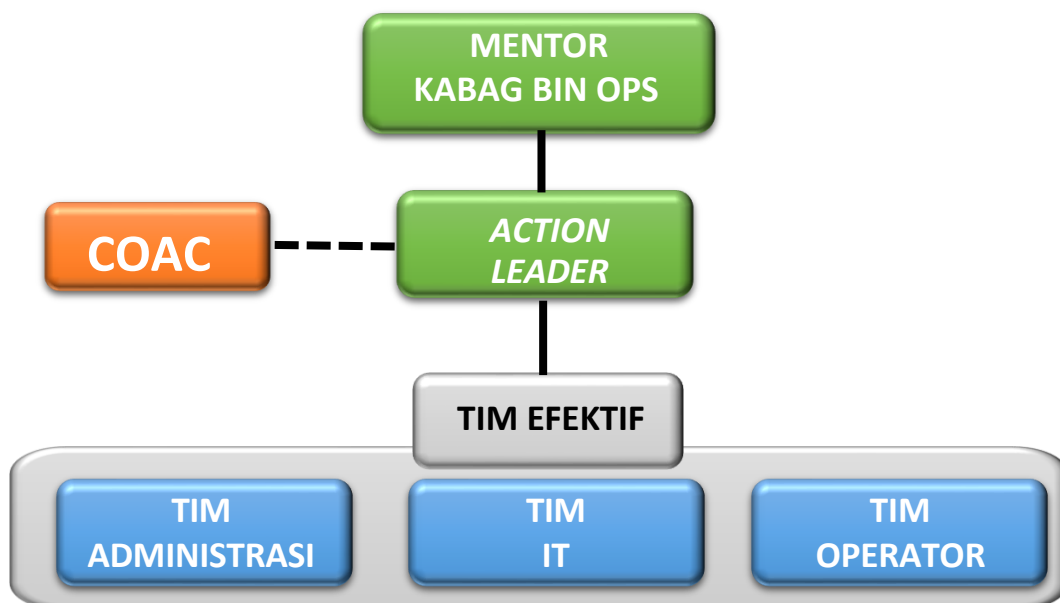 MENTOR
KABAG BIN OPS
COAC
ACTION
LEADER
TIM EFEKTIF
TIM
ADMINISTRASI
TIM
IT
TIM
OPERATOR